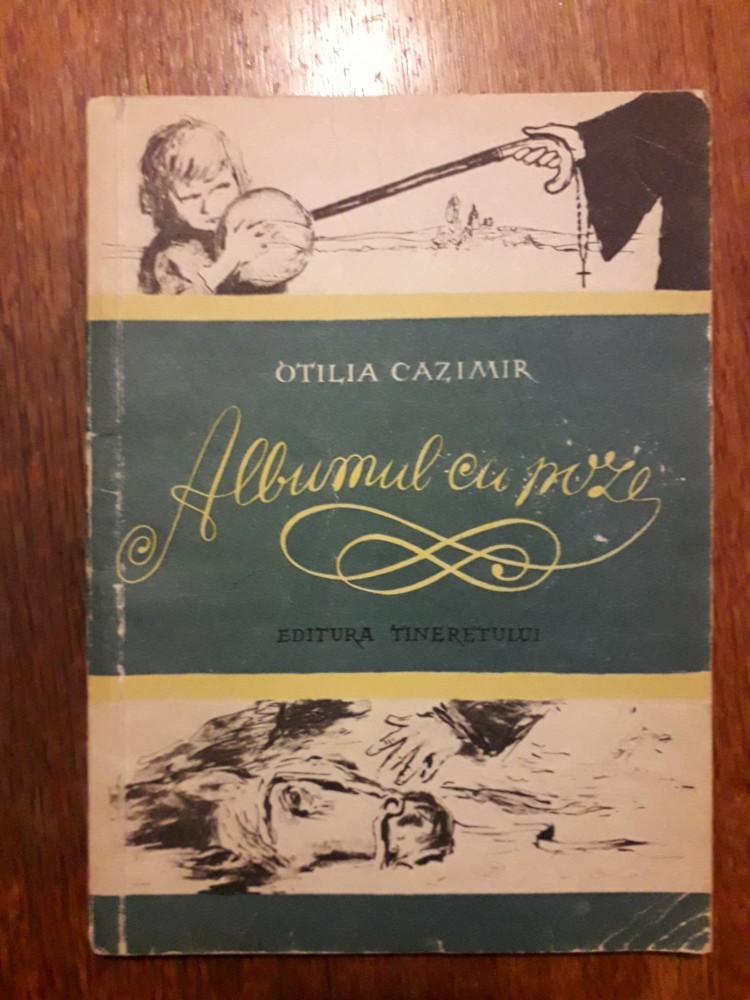 OTILIA CAZIMIR
Albumul cu poze
EDITURA TINERETULUI